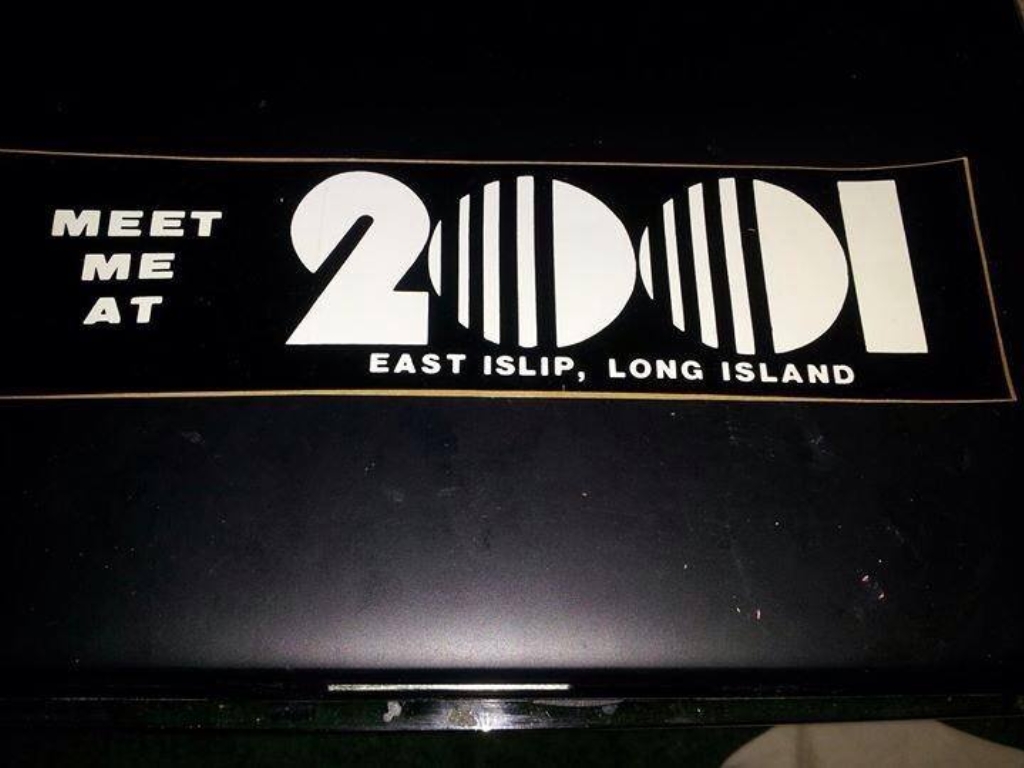 MEET
ME
AT
2001
EAST ISLIP, LONG ISLAND